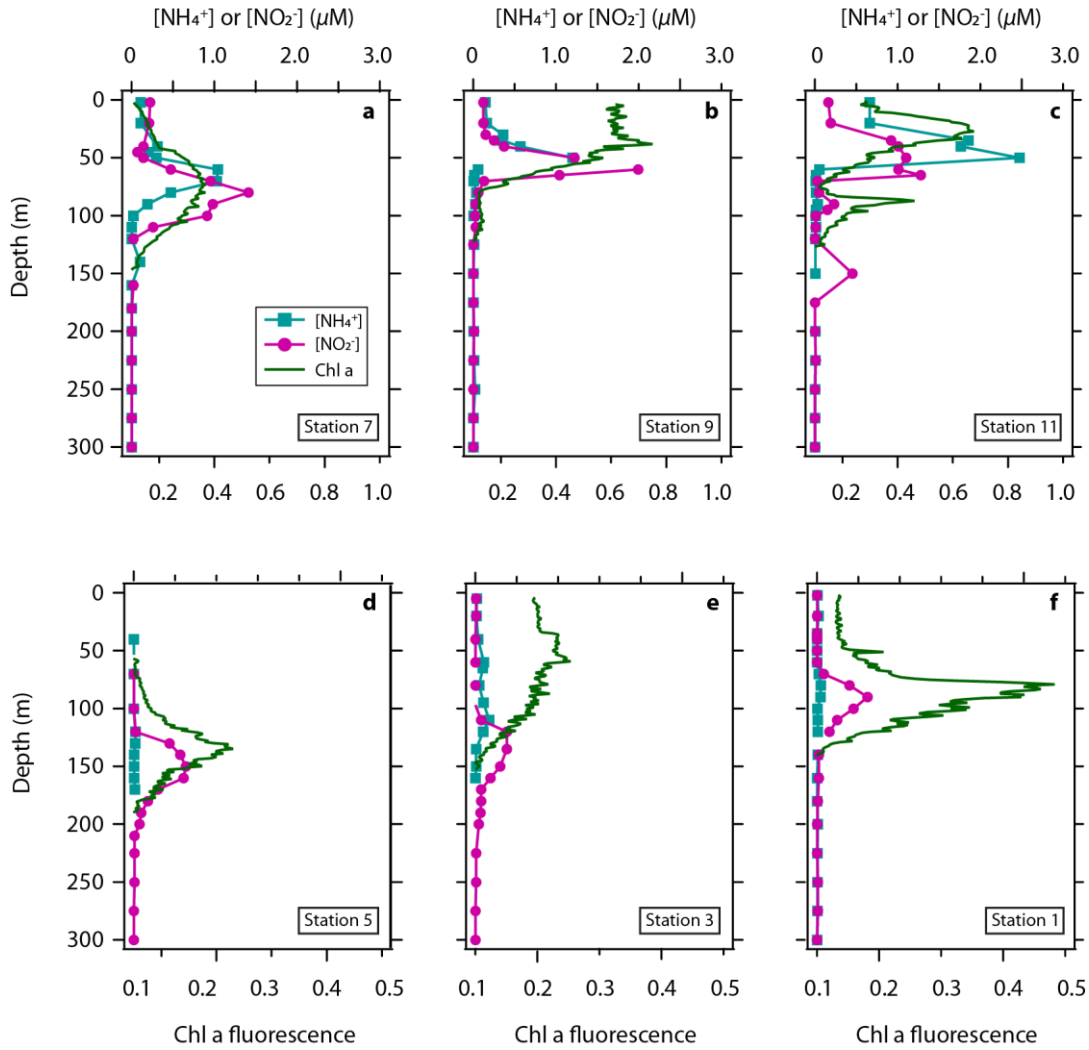 [NH₄⁺] or [NO₂⁻] (µM) [NH₄⁺] or [NO₂⁻] (µM) [NH₄⁺] or [NO₂⁻] (µM)
0 1.0 2.0 3.0 0 1.0 2.0 3.0 0 1.0 2.0 3.0
a b c
Depth (m)
0
50
100
150
200
250
300
[NH₄⁺]
[NO₂⁻]
Chl a
Station 7 Station 9 Station 11
0.2 0.4 0.6 0.8 1.0 0.2 0.4 0.6 0.8 1.0 0.2 0.4 0.6 0.8 1.0
d e f
Depth (m)
0
50
100
150
200
250
300
Station 5 Station 3 Station 1
0.1 0.2 0.3 0.4 0.5 0.1 0.2 0.3 0.4 0.5 0.1 0.2 0.3 0.4 0.5
Chl a fluorescence Chl a fluorescence Chl a fluorescence